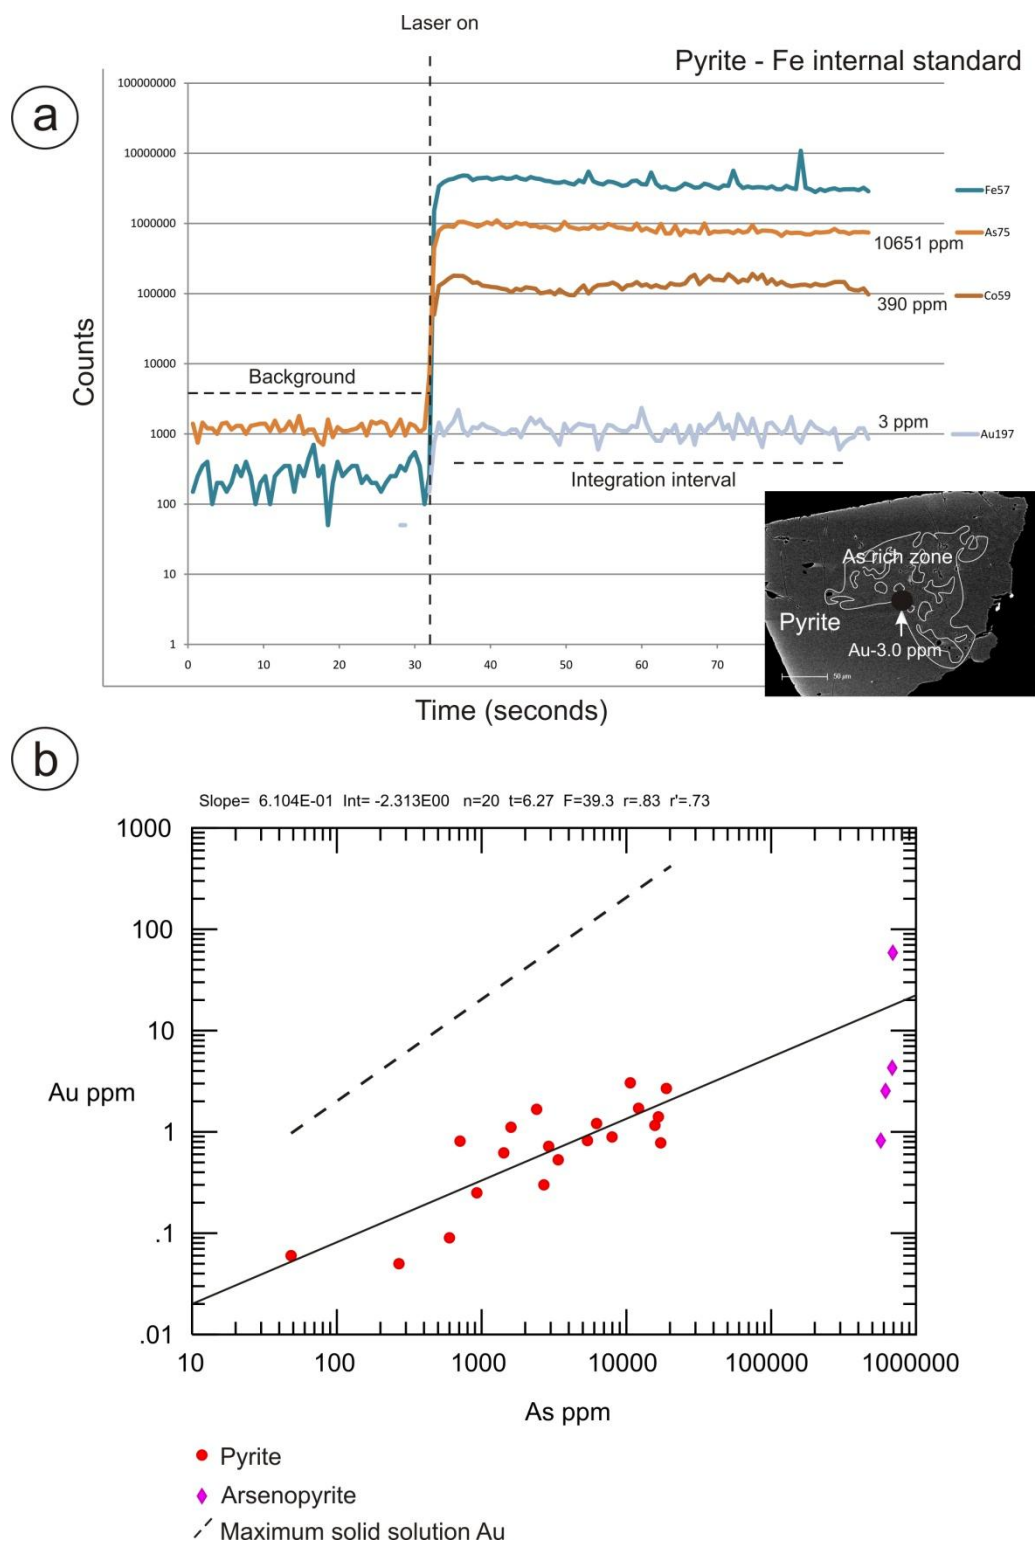 Laser on
Pyrite - Fe internal standard
a
100000000
10000000
1000000
100000
10000
1000
100
10
1
Counts
Background
Fe57
As75
10651 ppm
Co59
390 ppm
3 ppm
Au197
Integration interval
0 10 20 30 40 50 60 70
Time (seconds)
As rich zone
Pyrite
Au-3.0 ppm
50 µm
b
Slope= 6.104E-01 Int= -2.313E00 n=20 t=6.27 F=39.3 r=.83 r'=.73
1000
100
10
1
.1
.01
Au ppm
10 100 1000 10000 100000 1000000
As ppm
Pyrite
Arsenopyrite
Maximum solid solution Au